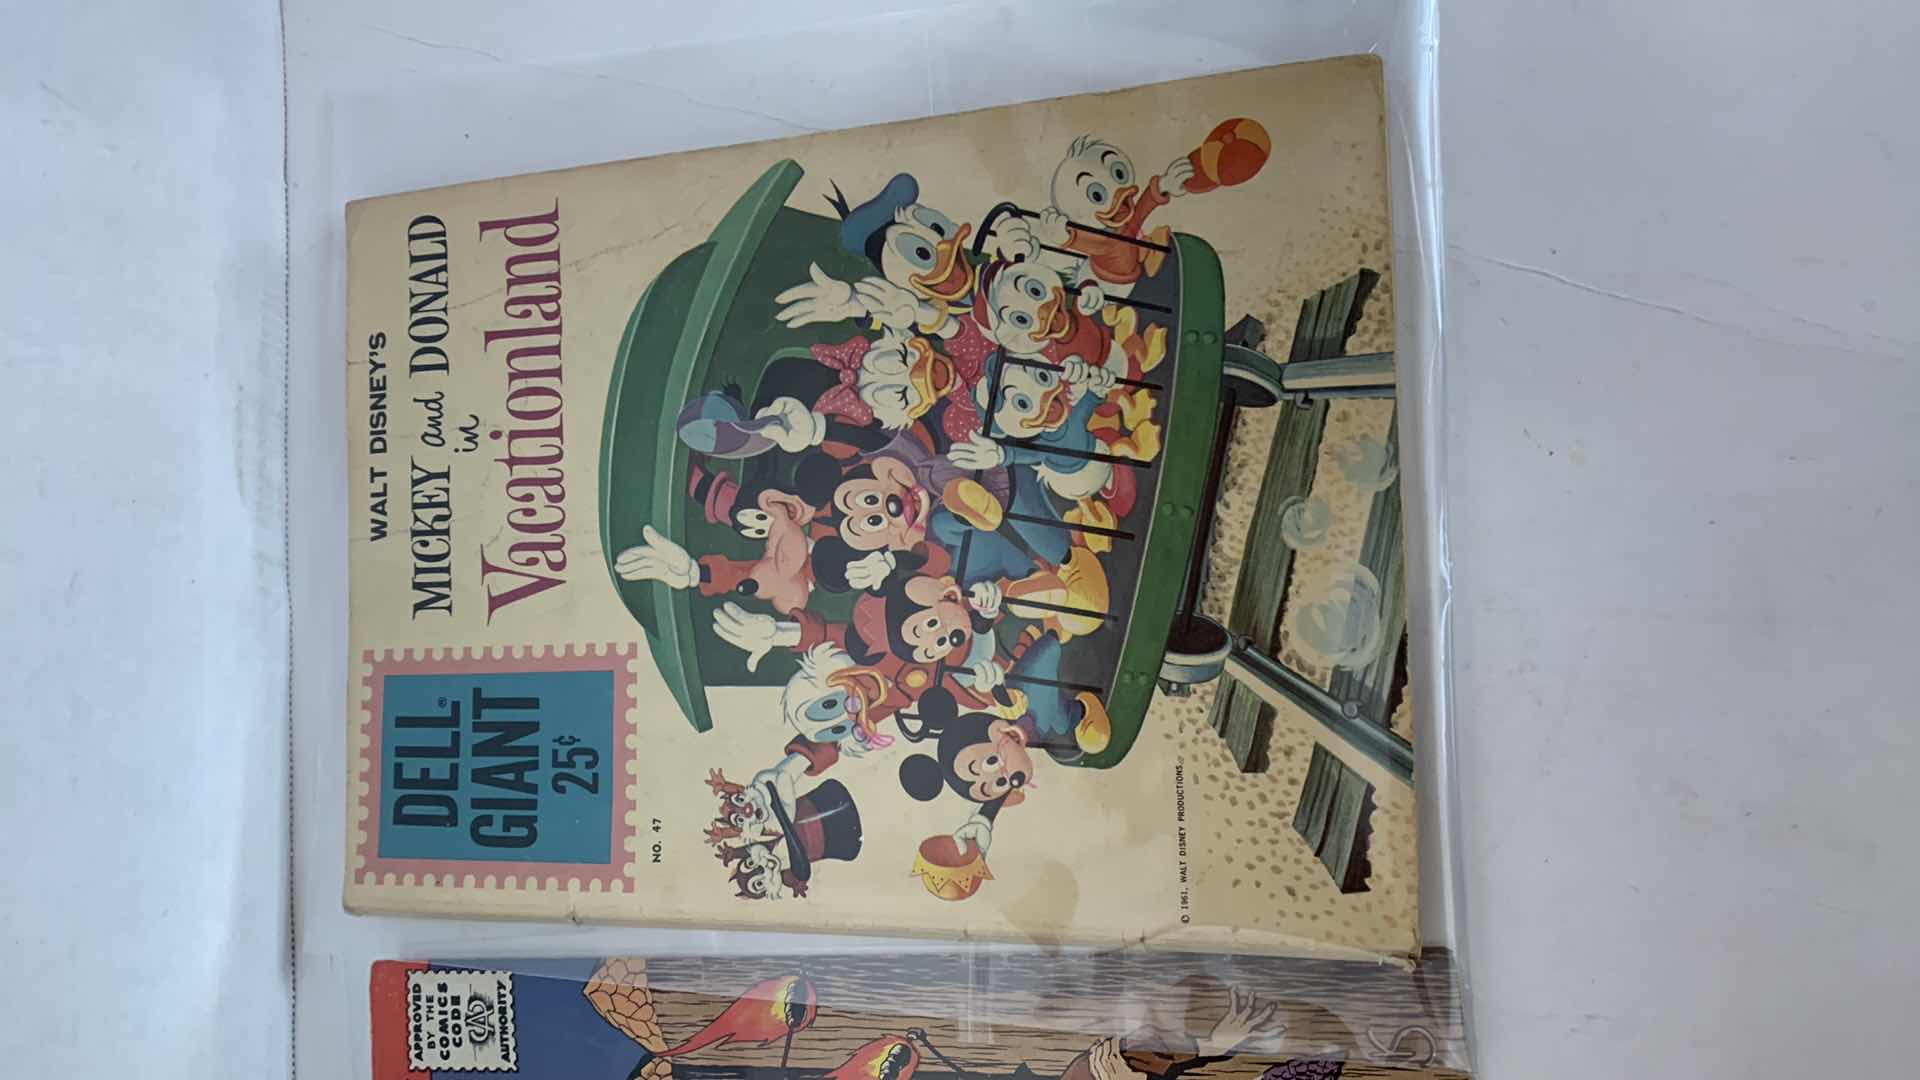 WALT DISNEY'S
MICKEY and DONALD
in
Vacationland
DELL®
GIANT
25¢
NO. 47
© 1961, WALT DISNEY PRODUCTIONS
APPROVED
BY THE
COMICS
CODE
CA
AUTHORITY